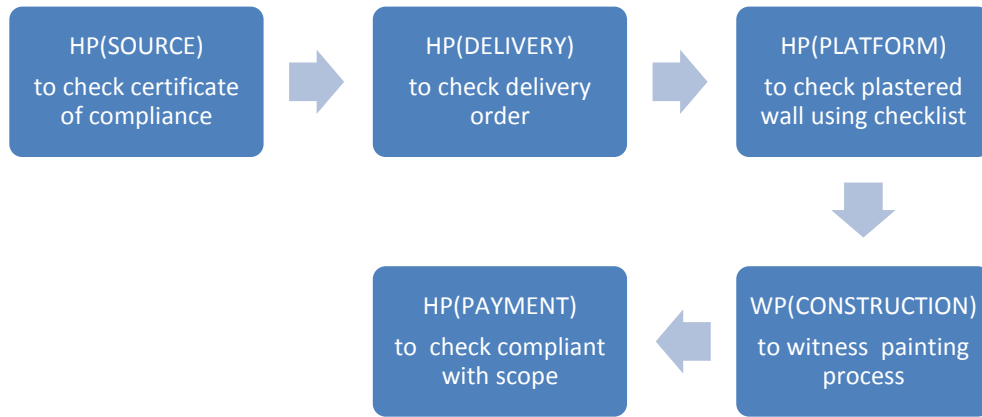 HP(SOURCE)
to check certificate
of compliance
HP(DELIVERY)
to check delivery
order
HP(PLATFORM)
to check plastered
wall using checklist
WP(CONSTRUCTION)
to witness  painting
process
HP(PAYMENT)
to  check compliant
with scope